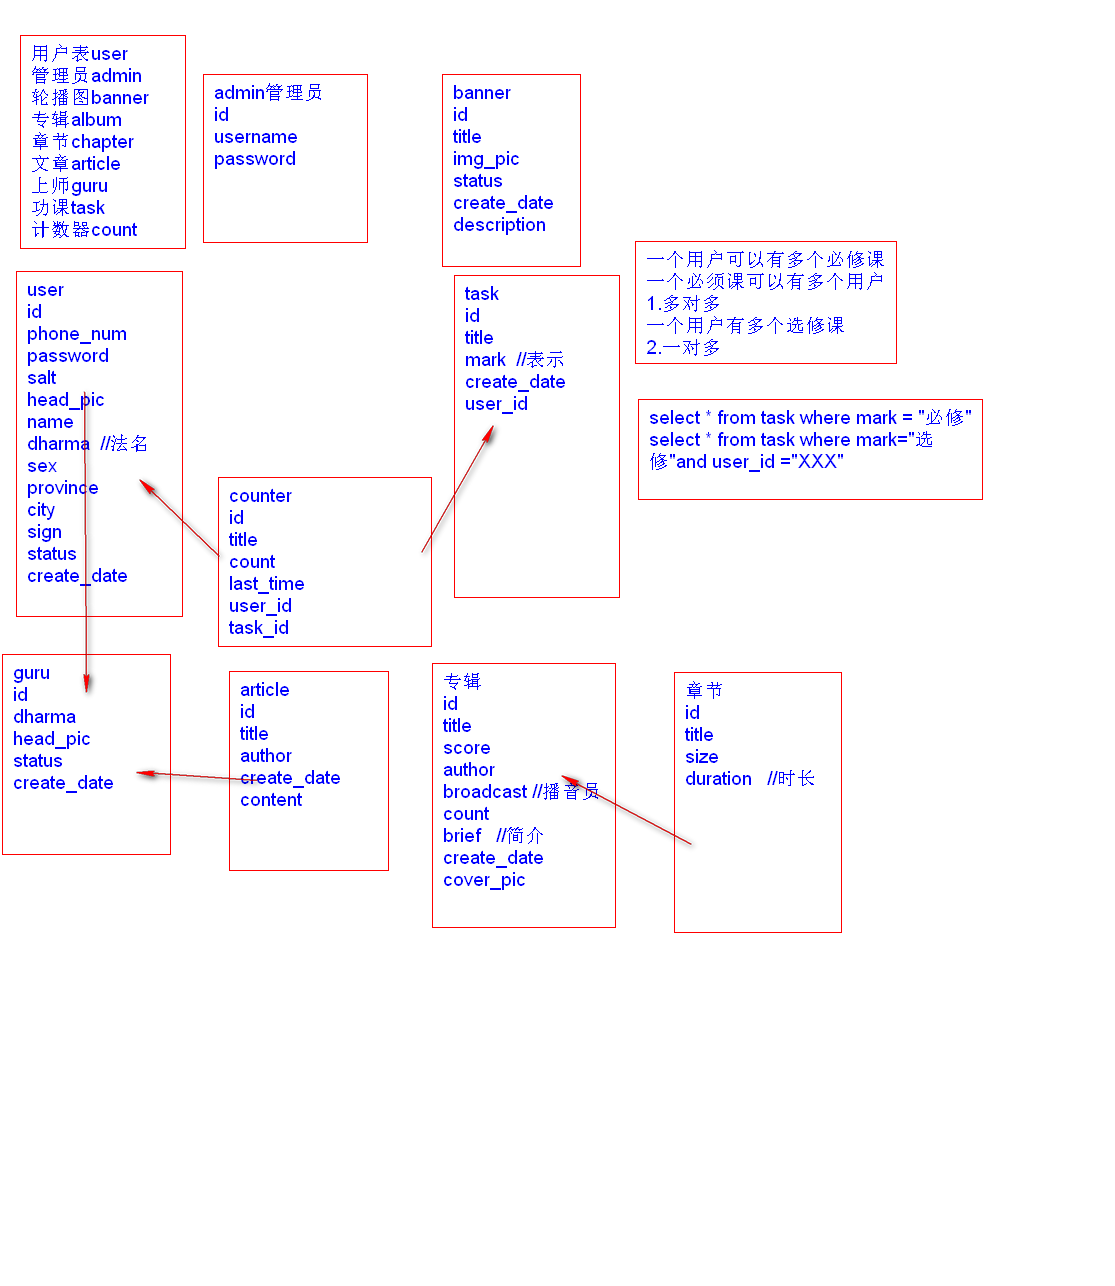 用户表user
管理员admin
轮播图banner
专辑album
章节chapter
文章article
上师guru
功课task
计数器count
admin管理员
id
username
password
banner
id
title
img_pic
status
create_date
description
user
id
phone_num
password
salt
head_pic
name
dharma //法名
sex
province
city
sign
status
create_date
task
id
title
mark //表示
create_date
user_id
一个用户可以有多个必修课
一个必须课可以有多个用户
1.多对多
一个用户有多个选修课
2.一对多
select * from task where mark = "必修"
select * from task where mark="选
修"and user_id ="XXX"
counter
id
title
count
last_time
user_id
task_id
guru
id
dharma
head_pic
status
create_date
article
id
title
author
create_date
content
专辑
id
title
score
author
broadcast //播音员
count
brief //简介
create_date
cover_pic
章节
id
title
size
duration //时长